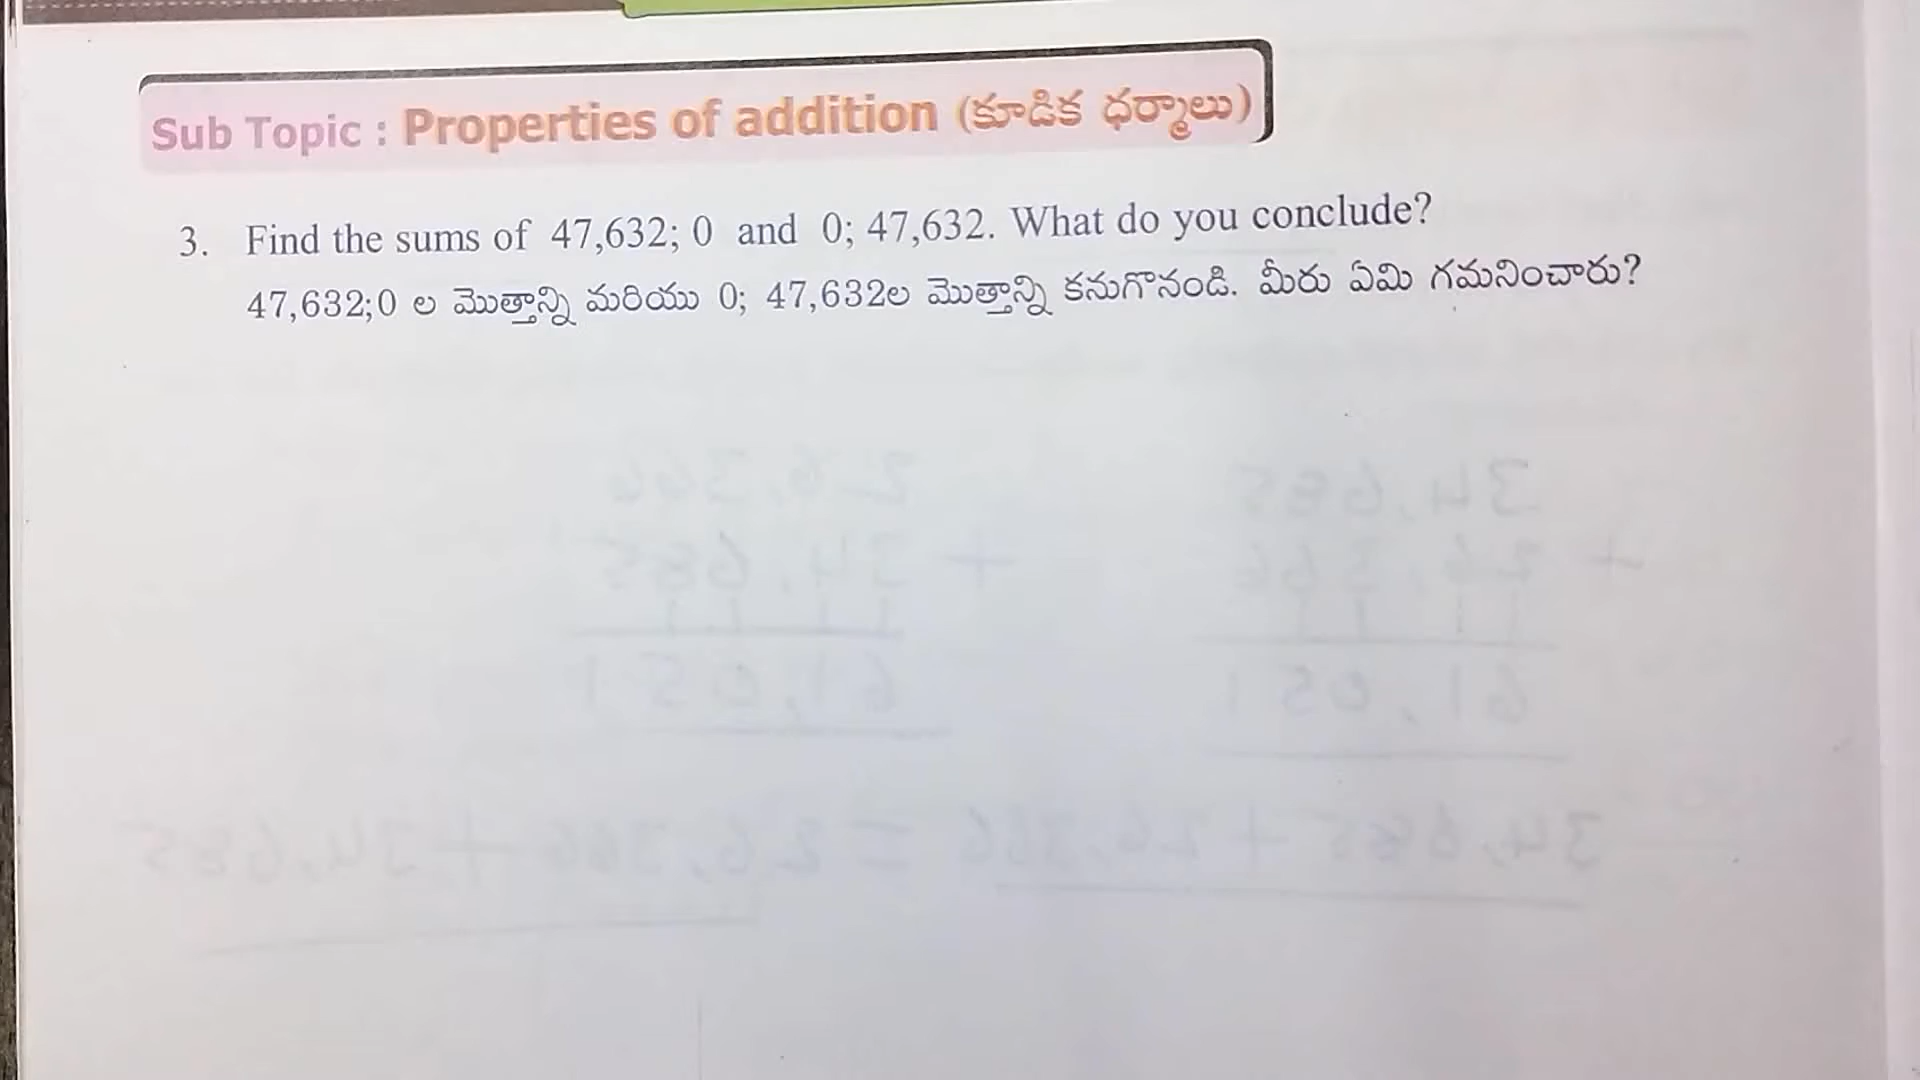 Sub Topic : Properties of addition (కూడిక ధర్మాలు)
3. Find the sums of 47,632; 0 and 0; 47,632. What do you conclude?
47,632;0 ల మొత్తాన్ని మరియు 0; 47,632ల మొత్తాన్ని కనుగొనండి. మీరు ఏమి గమనించారు?